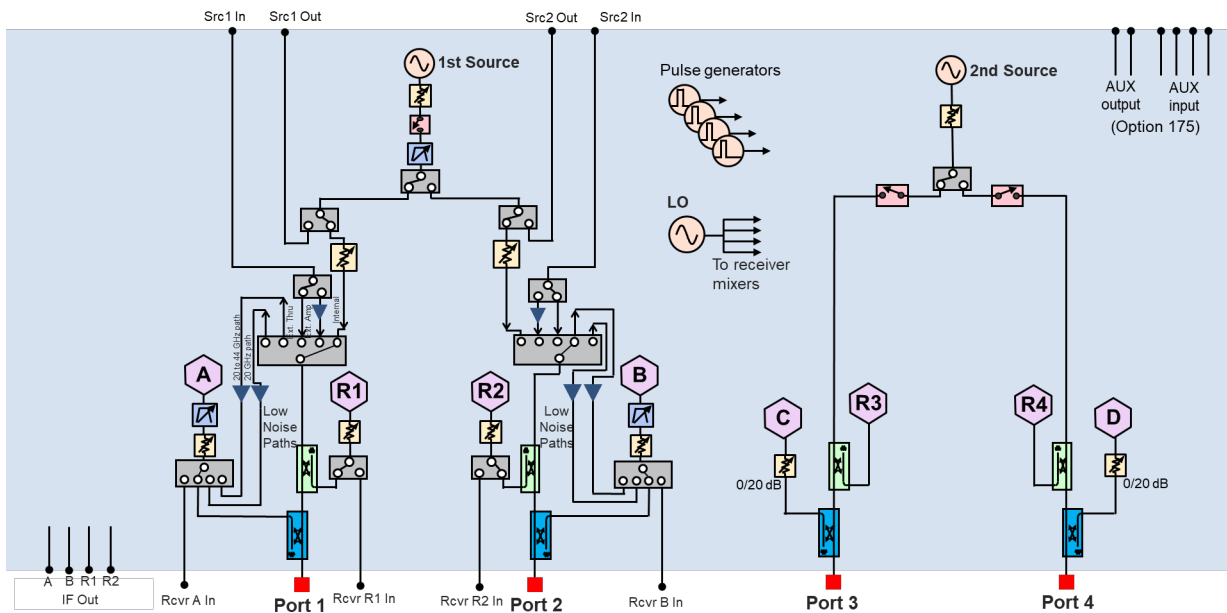 Src1 In
Src1 Out
Src2 Out
Src2 In
1st Source
Pulse generators
2nd Source
AUX
output
AUX
input
(Option 175)
LO
To receiver
mixers
20 to 44 GHz path
20 GHz path
Ext. Thru
Ext. Amp
Internal
A
R1
R2
B
C
R3
R4
D
Low
Noise
Paths
Low
Noise
Paths
0/20 dB
0/20 dB
A
B
R1
R2
IF Out
Rcvr A In
Port 1
Rcvr R1 In
Rcvr R2 In
Port 2
Rcvr B In
Port 3
Port 4